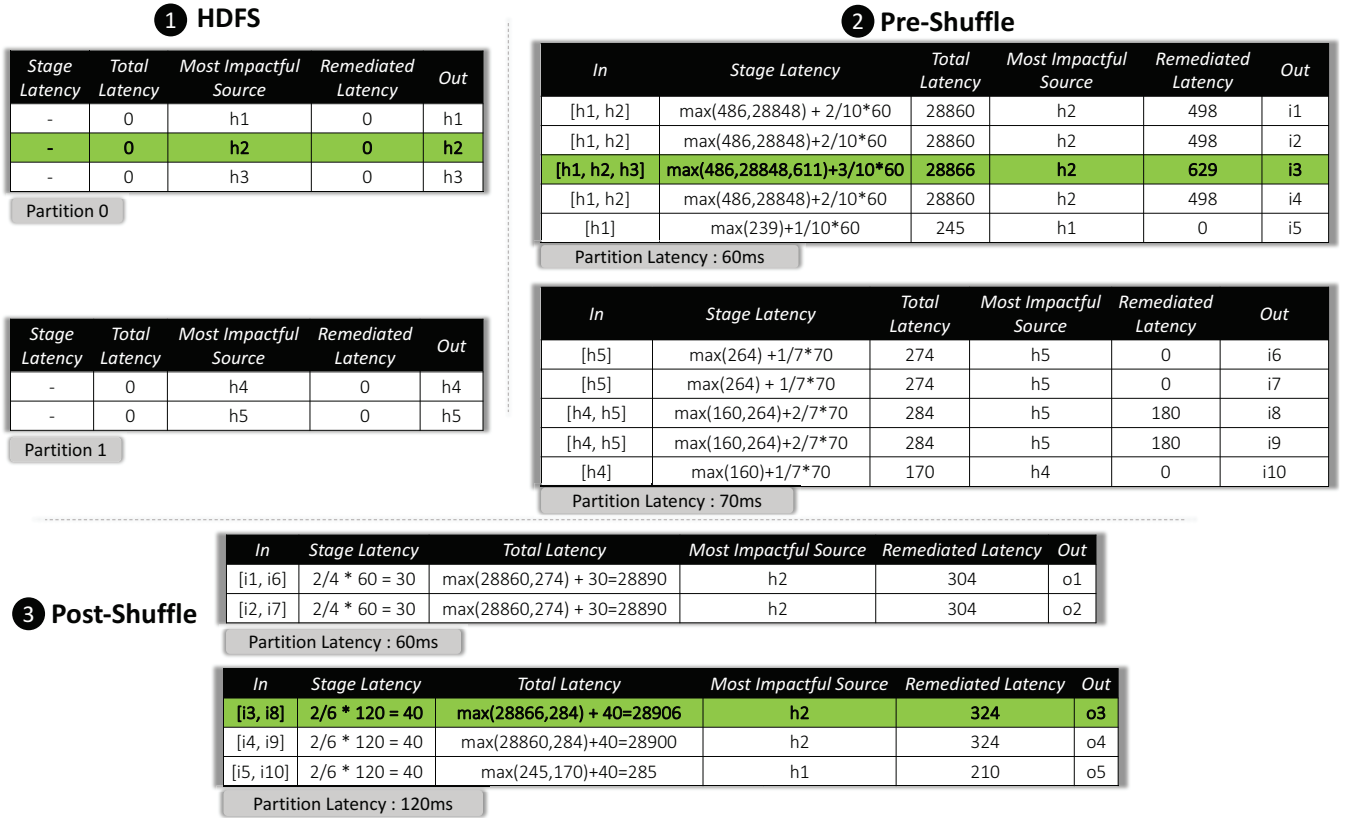 1 HDFS
Stage Latency Total Latency Most Impactful Source Remediated Latency Out
- 0 h1 0 h1
- 0 h2 0 h2
- 0 h3 0 h3
Partition 0
Stage Latency Total Latency Most Impactful Source Remediated Latency Out
- 0 h4 0 h4
- 0 h5 0 h5
Partition 1
2 Pre-Shuffle
In Stage Latency Total Latency Most Impactful Source Remediated Latency Out
[h1, h2] max(486,28848) + 2/10*60 28860 h2 498 i1
[h1, h2] max(486,28848)+2/10*60 28860 h2 498 i2
[h1, h2, h3] max(486,28848,611)+3/10*60 28866 h2 629 i3
[h1, h2] max(486,28848)+2/10*60 28860 h2 498 i4
[h1] max(239)+1/10*60 245 h1 0 i5
Partition Latency : 60ms
In Stage Latency Total Latency Most Impactful Source Remediated Latency Out
[h5] max(264) +1/7*70 274 h5 0 i6
[h5] max(264) + 1/7*70 274 h5 0 i7
[h4, h5] max(160,264)+2/7*70 284 h5 180 i8
[h4, h5] max(160,264)+2/7*70 284 h5 180 i9
[h4] max(160)+1/7*70 170 h4 0 i10
Partition Latency : 70ms
3 Post-Shuffle
In Stage Latency Total Latency Most Impactful Source Remediated Latency Out
[i1, i6] 2/4 * 60 = 30 max(28860,274) + 30=28890 h2 304 o1
[i2, i7] 2/4 * 60 = 30 max(28860,274) + 30=28890 h2 304 o2
Partition Latency : 60ms
In Stage Latency Total Latency Most Impactful Source Remediated Latency Out
[i3, i8] 2/6 * 120 = 40 max(28866,284) + 40=28906 h2 324 o3
[i4, i9] 2/6 * 120 = 40 max(28860,284)+40=28900 h2 324 o4
[i5, i10] 2/6 * 120 = 40 max(245,170)+40=285 h1 210 o5
Partition Latency : 120ms